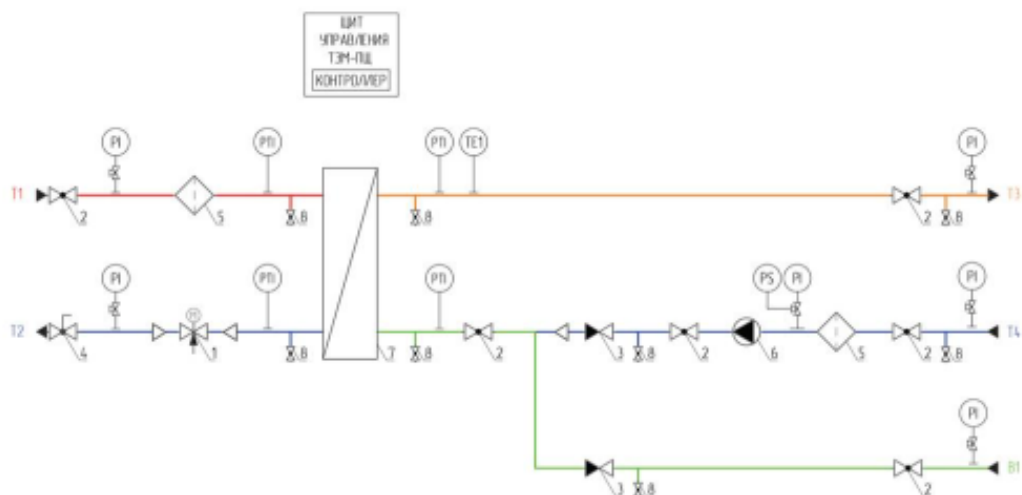 ЩИТ
УПРАВЛЕНИЯ
ТЭМ-ПЩ
КОНТРОЛЛЕР
PI PTI PTI TE1 PI
T1 2 5 8 8 2 8 T3
PI PTI PTI PS PI PI
T2 4 1 8 7 8 2 3 8 2 6 5 2 8 T4
PI
3 8 2 B1